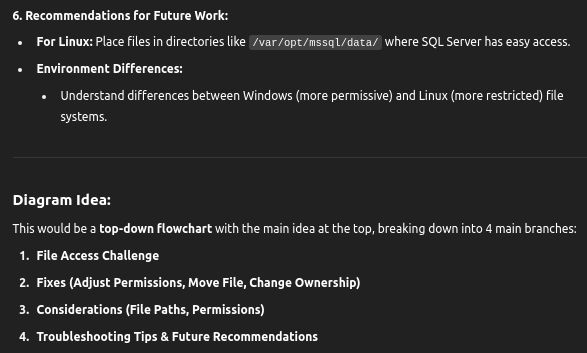 6. Recommendations for Future Work:
• For Linux: Place files in directories like /var/opt/mssql/data/ where SQL Server has easy access.
• Environment Differences:
• Understand differences between Windows (more permissive) and Linux (more restricted) file
systems.
Diagram Idea:
This would be a top-down flowchart with the main idea at the top, breaking down into 4 main branches:
1. File Access Challenge
2. Fixes (Adjust Permissions, Move File, Change Ownership)
3. Considerations (File Paths, Permissions)
4. Troubleshooting Tips & Future Recommendations